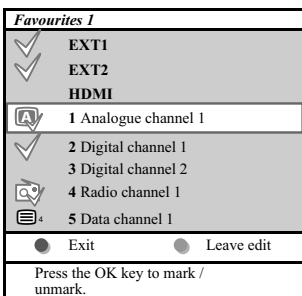 Favourites 1
EXT1
EXT2
HDMI
A 1 Analogue channel 1
2 Digital channel 1
3 Digital channel 2
4 Radio channel 1
4 5 Data channel 1
Exit Leave edit
Press the OK key to mark /
unmark.